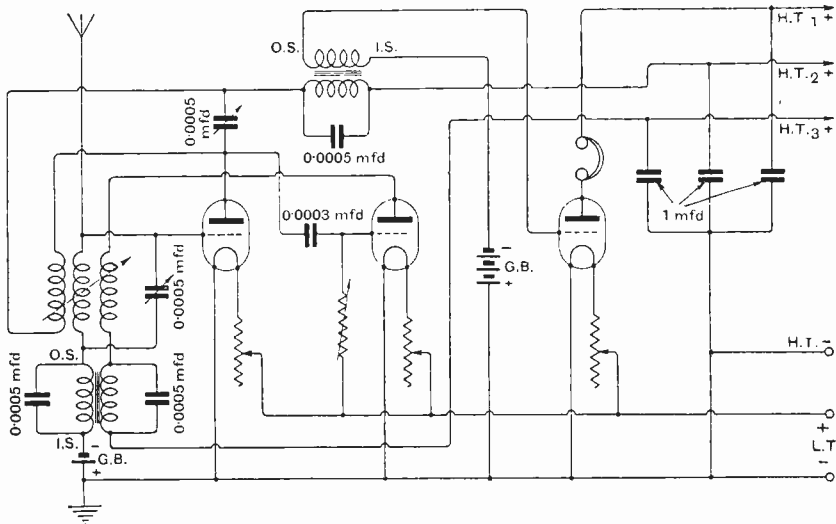 O.S.
I.S.
H.T.1 +
H.T.2 +
H.T.3 +
0·0005
mfd
0·0005 mfd
0·0003 mfd
1 mfd
- 
G.B.
+
0·0005 mfd
O.S.
0·0005 mfd
0·0005 mfd
I.S.
-
G.B.
+
H.T.-
+
L.T
-